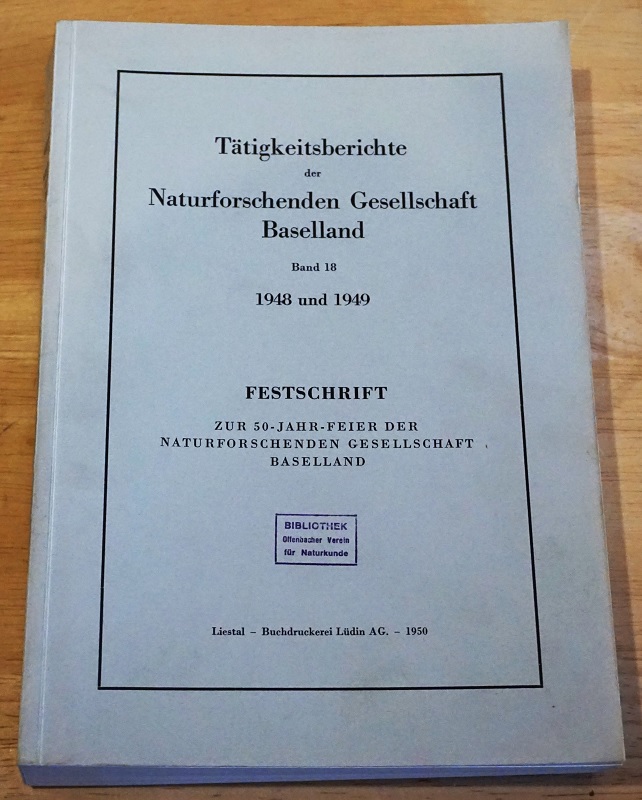 Tätigkeitsberichte
der
Naturforschenden Gesellschaft
Baselland
Band 18
1948 und 1949
FESTSCHRIFT
ZUR 50-JAHR-FEIER DER
NATURFORSCHENDEN GESELLSCHAFT
BASELLAND
BIBLIOTHEK
Offenbacher Verein
für Naturkunde
Liestal – Buchdruckerei Lüdin AG. – 1950